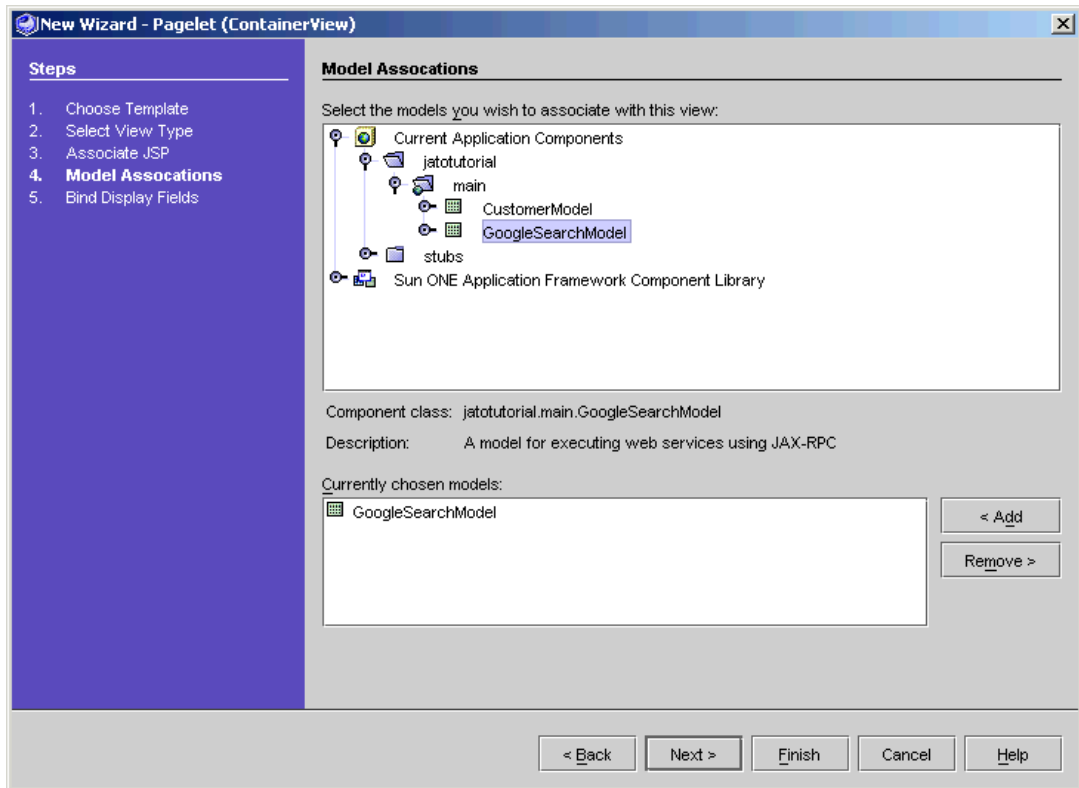 New Wizard - Pagelet (ContainerView)
Steps
1. Choose Template
2. Select View Type
3. Associate JSP
4. Model Assocations
5. Bind Display Fields
Model Assocations
Select the models you wish to associate with this view:
Current Application Components
jatotutorial
main
CustomerModel
GoogleSearchModel
stubs
Sun ONE Application Framework Component Library
Component class: jatotutorial.main.GoogleSearchModel
Description: A model for executing web services using JAX-RPC
Currently chosen models:
GoogleSearchModel
< Add
Remove >
< Back Next > Finish Cancel Help